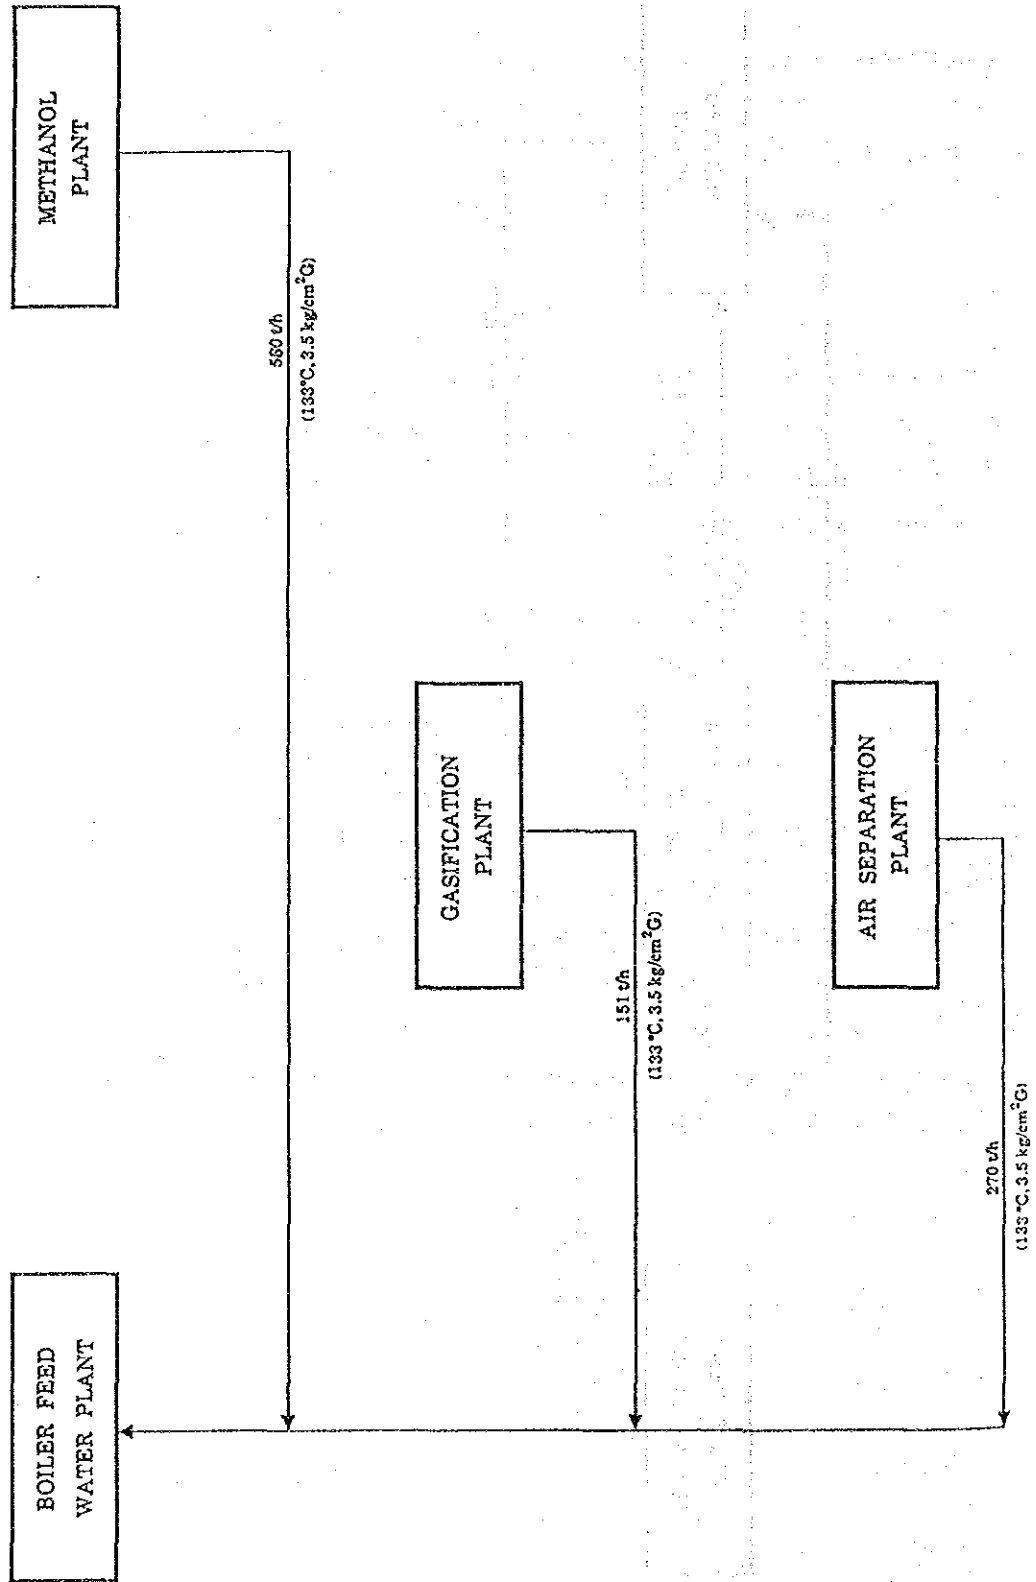 BOILER FEED
WATER PLANT
METHANOL
PLANT
580 t/h
(133°C, 3.5 kg/cm²G)
GASIFICATION
PLANT
151 t/h
(133 °C, 3.5 kg/cm²G)
AIR SEPARATION
PLANT
270 t/h
(133 °C, 3.5 kg/cm²G)